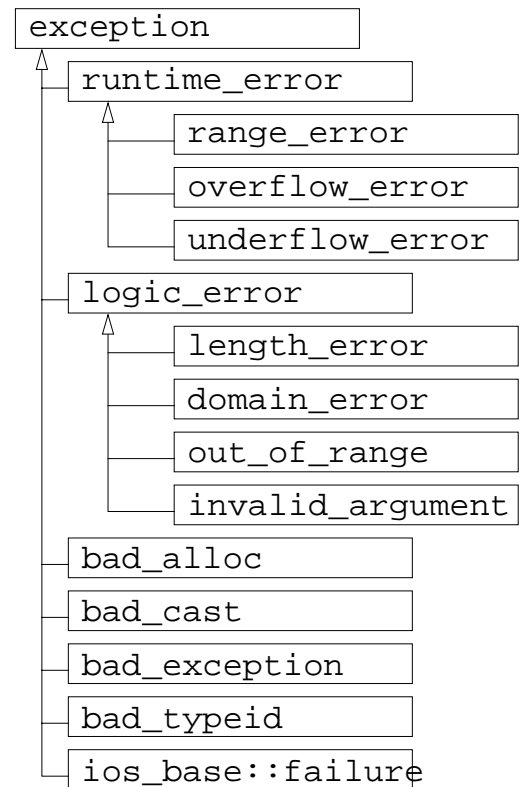 exception
runtime_error
range_error
overflow_error
underflow_error
logic_error
length_error
domain_error
out_of_range
invalid_argument
bad_alloc
bad_cast
bad_exception
bad_typeid
ios_base::failure